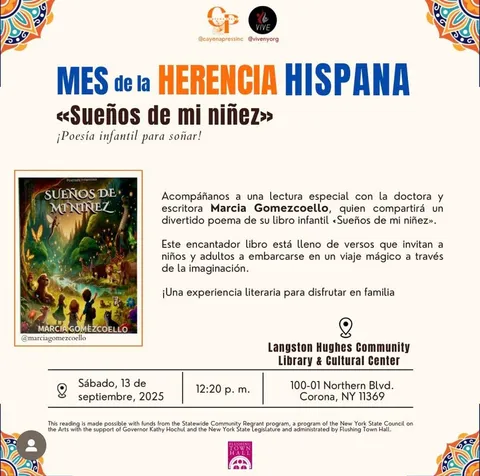 CP
@cayenapressinc
VIVE
@vivenyorg
MES de la HERENCIA HISPANA
«Sueños de mi niñez»
¡Poesía infantil para soñar!
SUEÑOS DE
MI NIÑEZ
MARCIA GOMEZCOELLO
@marciagomezcoello
Acompáñanos a una lectura especial con la doctora y
escritora Marcia Gomezcoello, quien compartirá un
divertido poema de su libro infantil «Sueños de mi niñez».
Este encantador libro está lleno de versos que invitan a
niños y adultos a embarcarse en un viaje mágico a través
de la imaginación.
¡Una experiencia literaria para disfrutar en familia
Langston Hughes Community
Library & Cultural Center
Sábado, 13 de
septiembre, 2025
12:20 p. m.
100-01 Northern Blvd.
Corona, NY 11369
This reading is made possible with funds from the Statewide Community Regrant program, a program of the New York State Council on
the Arts with the support of Governor Kathy Hochul and the New York State Legislature and administered by Flushing Town Hall.
FLUSHING
TOWN
HALL